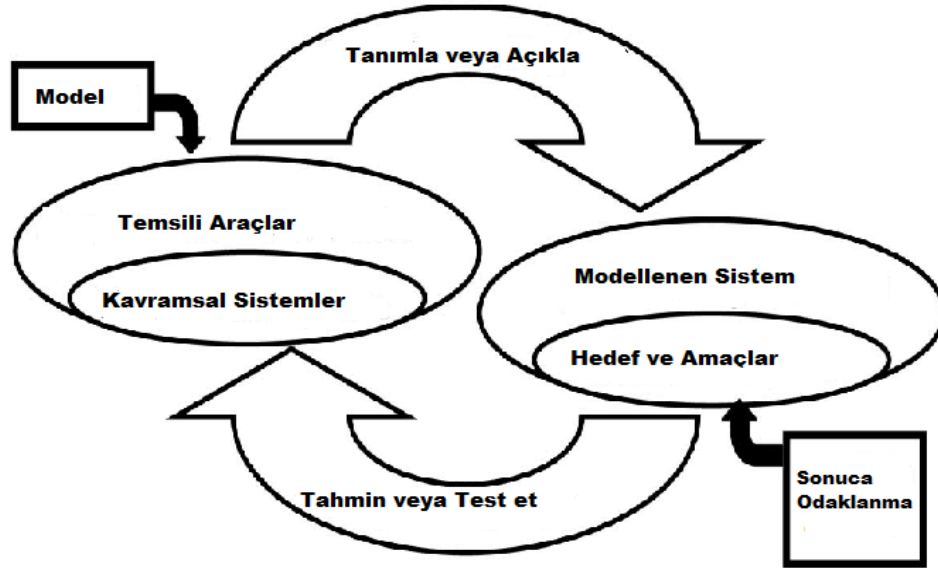 Tanımla veya Açıkla
Model
Temsili Araçlar
Kavramsal Sistemler
Modellenen Sistem
Hedef ve Amaçlar
Tahmin veya Test et
Sonuca
Odaklanma